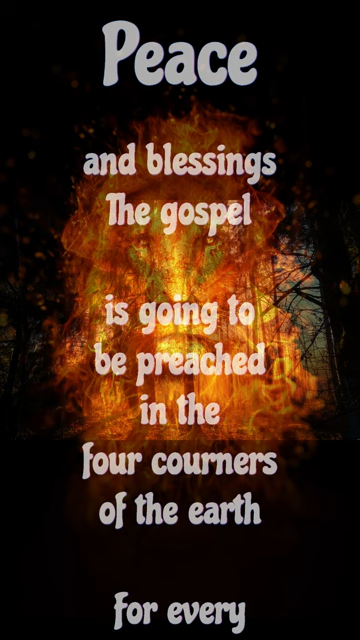 Peace
and blessings
The gospel
is going to
be preached
in the
four courners
of the earth
for every